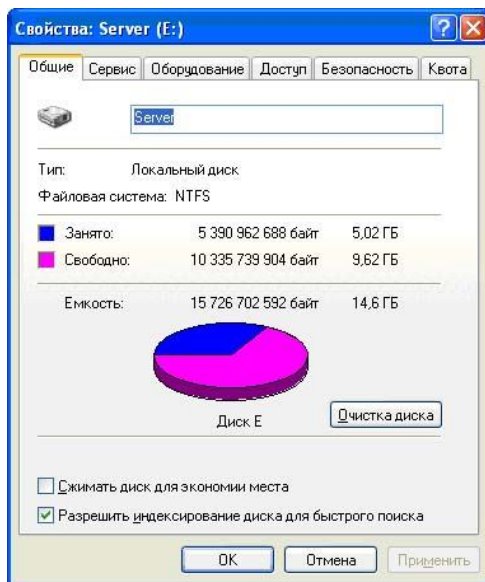 Свойства: Server (E:)
Общие Сервис Оборудование Доступ Безопасность Квота
Server
Тип: Локальный диск
Файловая система: NTFS
Занято: 5 390 962 688 байт 5,02 ГБ
Свободно: 10 335 739 904 байт 9,62 ГБ
Емкость: 15 726 702 592 байт 14,6 ГБ
Диск E
Очистка диска
Сжимать диск для экономии места
Разрешить индексирование диска для быстрого поиска
OK Отмена Применить